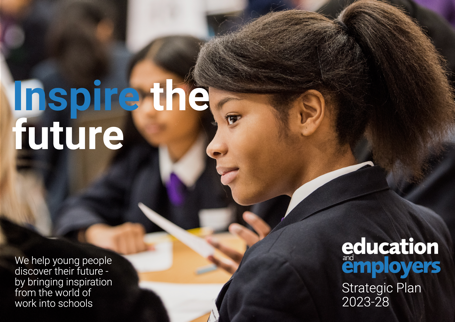 Inspire the
future
We help young people
discover their future -
by bringing inspiration
from the world of
work into schools
education
and
employers
Strategic Plan
2023-28